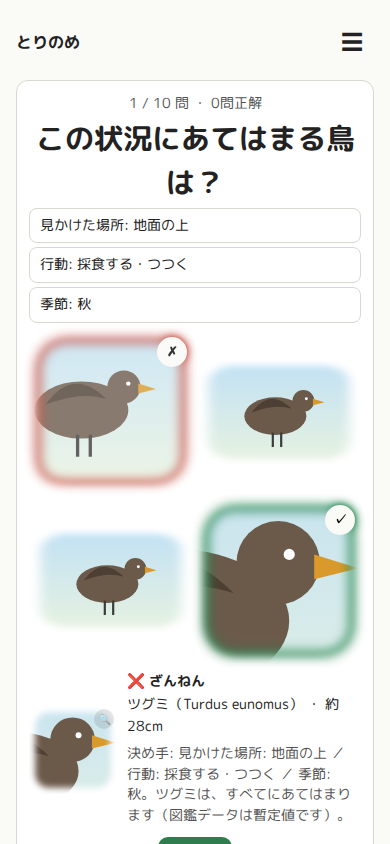 とりのめ
1 / 10 問 ・ 0問正解
この状況にあてはまる鳥
は？
見かけた場所: 地面の上
行動: 採食する・つつく
季節: 秋
✗
✓
❌ ざんねん
ツグミ（Turdus eunomus） ・ 約
28cm
決め手: 見かけた場所: 地面の上 ／
行動: 採食する・つつく ／ 季節:
秋。ツグミは、すべてにあてはまり
ます（図鑑データは暫定値です）。